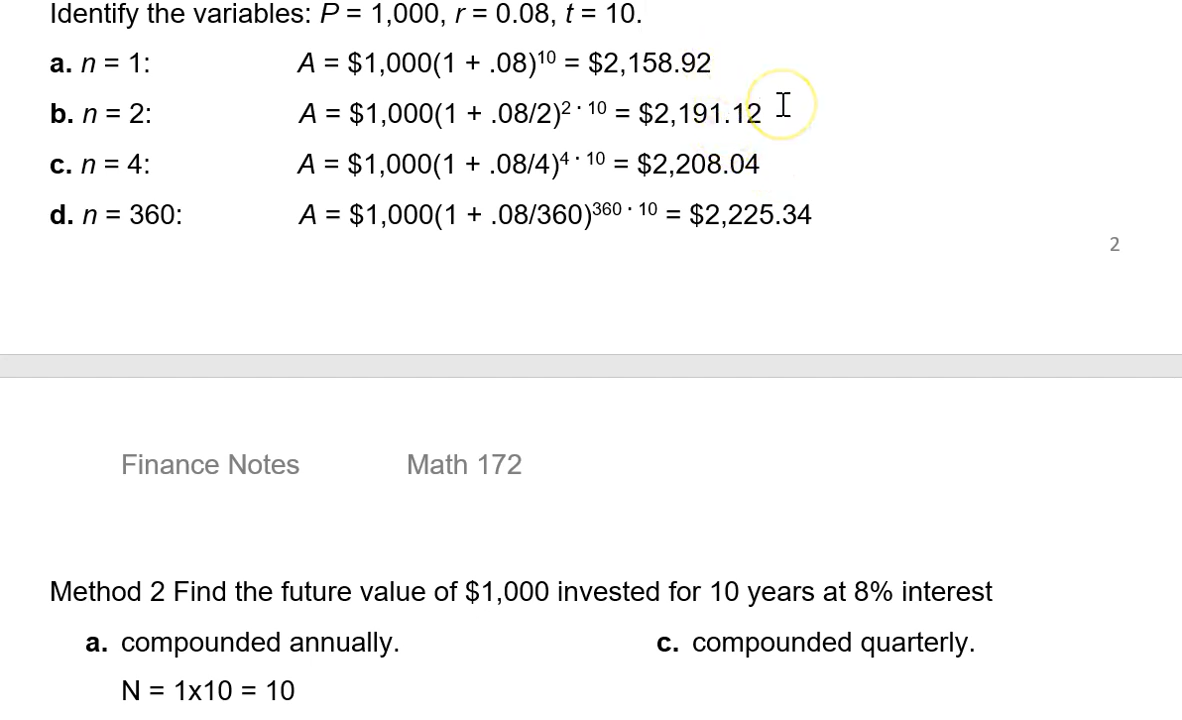 Identify the variables: P = 1,000, r = 0.08, t = 10.
a. n = 1: A = $1,000(1 + .08)¹⁰ = $2,158.92
b. n = 2: A = $1,000(1 + .08/2)²˙¹⁰ = $2,191.12
c. n = 4: A = $1,000(1 + .08/4)⁴˙¹⁰ = $2,208.04
d. n = 360: A = $1,000(1 + .08/360)³⁶⁰˙¹⁰ = $2,225.34
2
Finance Notes Math 172
Method 2 Find the future value of $1,000 invested for 10 years at 8% interest
a. compounded annually. c. compounded quarterly.
N = 1x10 = 10